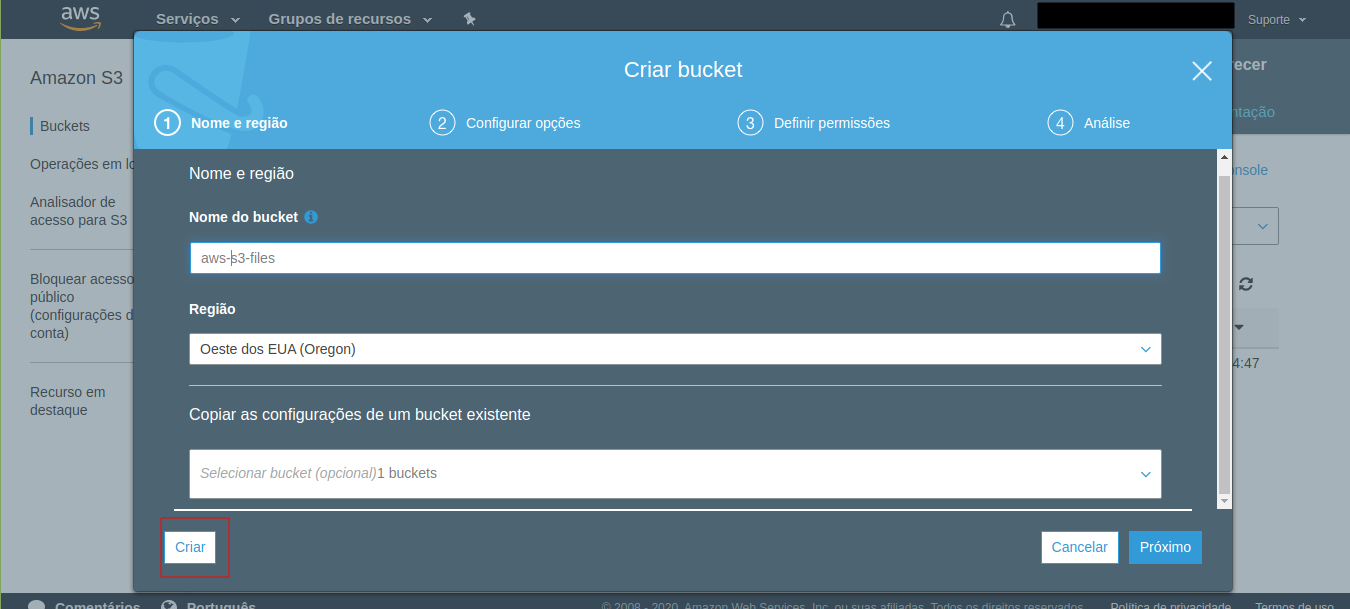 aws
Serviços
Grupos de recursos
Suporte
Amazon S3
Buckets
Operações em lo
Analisador de
acesso para S3
Bloquear acesso
público
(configurações d
conta)
Recurso em
destaque
Criar bucket
1 Nome e região
2 Configurar opções
3 Definir permissões
4 Análise
Nome e região
Nome do bucket
aws-s3-files
Região
Oeste dos EUA (Oregon)
Copiar as configurações de um bucket existente
Selecionar bucket (opcional)1 buckets
Criar
Cancelar
Próximo
ecer
ntação
nsole
4:47
Comentários
Português
© 2008 - 2020, Amazon Web Services, Inc. ou suas afiliadas. Todos os direitos reservados.
Política de privacidade
Termos de uso